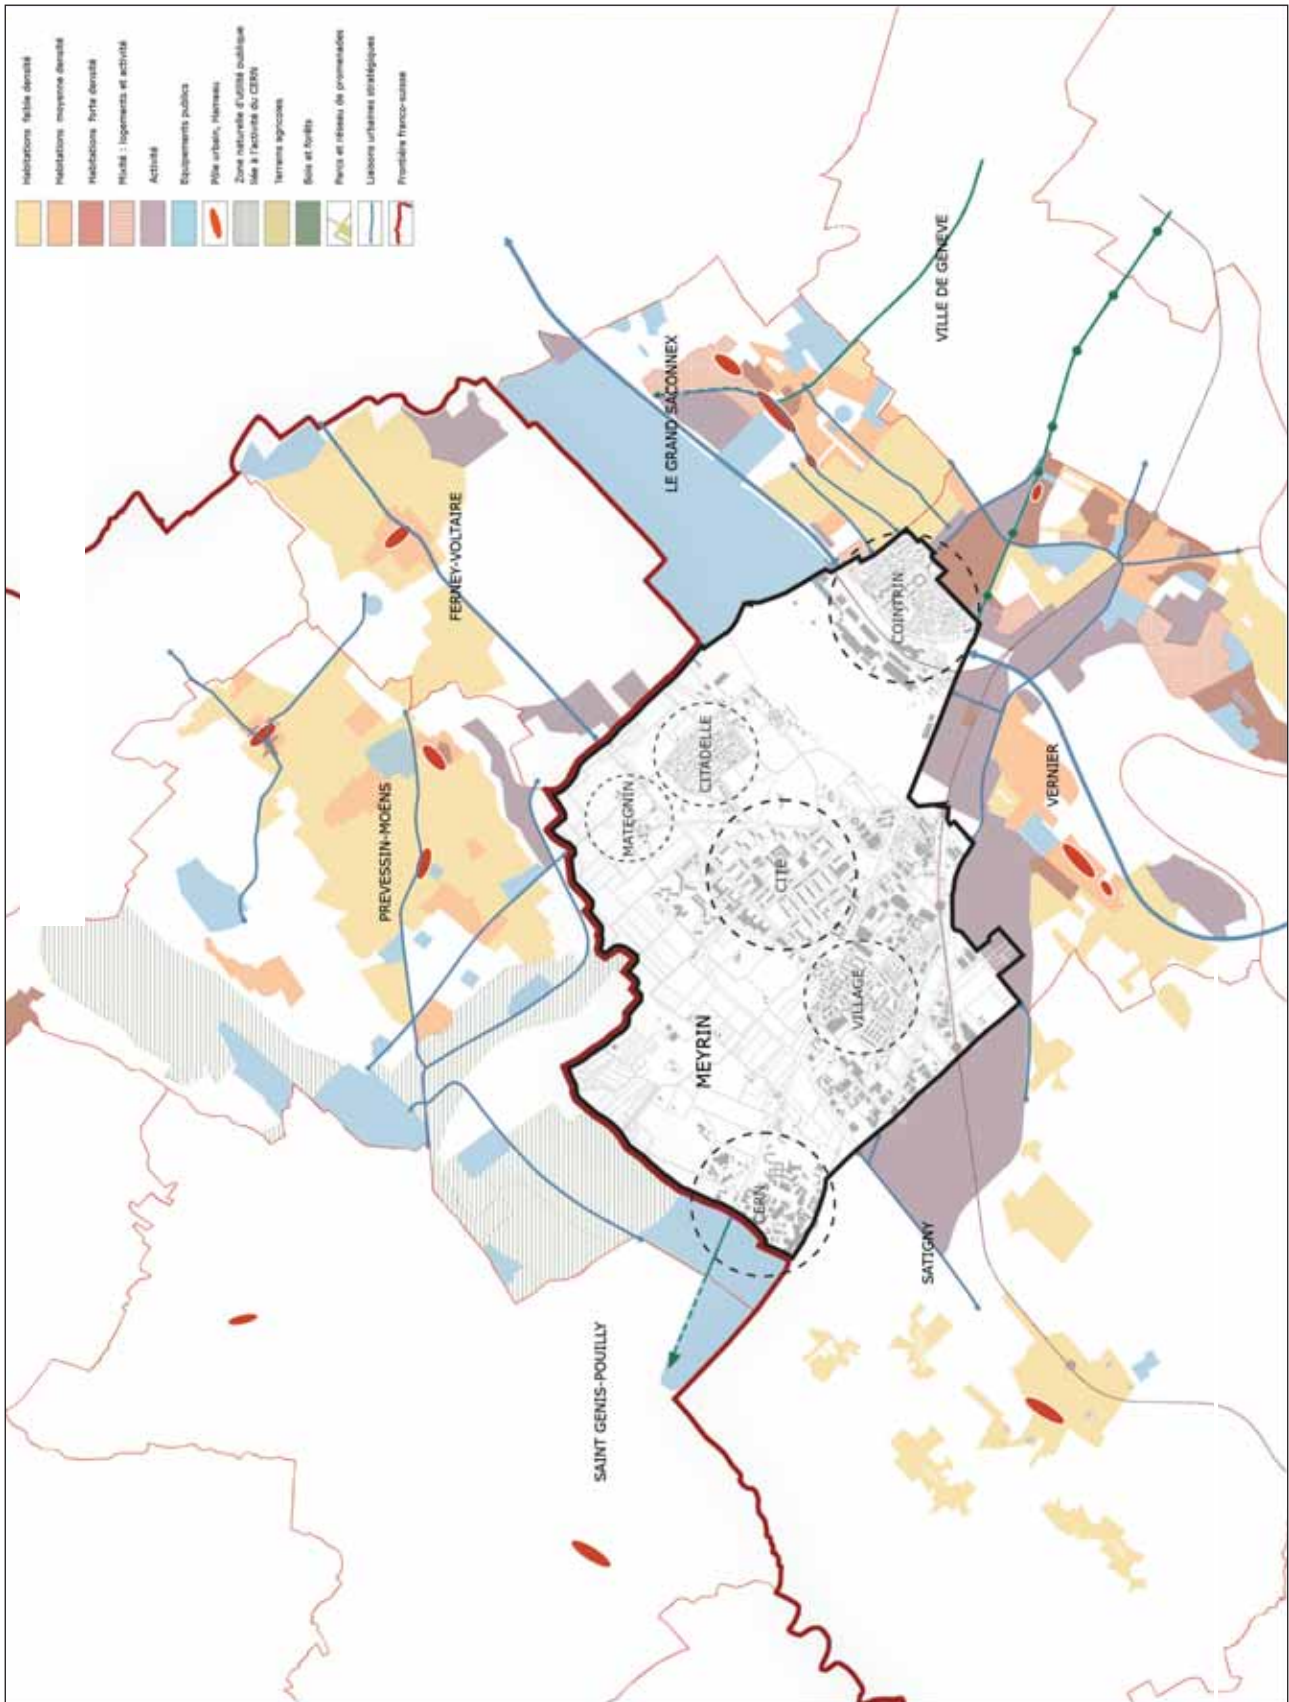 Habitations faible densité
Habitations moyenne densité
Habitations forte densité
Mixité : logements et activité
Activité
Equipements publics
Pôle urbain, Hameau
Zone naturelle d'utilité publique
liée à l'activité du CERN
Terrains agricoles
Bois et forêts
Parcs et réseau de promenades
Liaisons urbaines stratégiques
Frontière franco-suisse
SAINT GENIS-POUILLY
PREVESSIN-MOËNS
FERNEY-VOLTAIRE
LE GRAND SACONNEX
MATEGNIN
CITADELLE
MEYRIN
CERN
CITE
VILLAGE
COINTRIN
VILLE DE GENEVE
SATIGNY
VERNIER